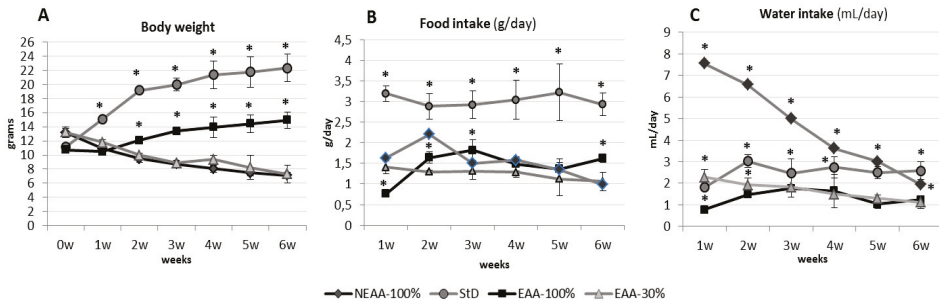 A
Body weight
26
24
22
20
18
16
14
12
10
8
6
4
2
0
grams
* * * * * *
* * * * *
0w 1w 2w 3w 4w 5w 6w
weeks
B
Food intake (g/day)
4,5
4
3,5
3
2,5
2
1,5
1
0,5
0
g/day
* * * * * *
* * * *
1w 2w 3w 4w 5w 6w
weeks
C
Water intake (mL/day)
9
8
7
6
5
4
3
2
1
0
mL/day
* * * * * *
* * * * * *
* *
1w 2w 3w 4w 5w 6w
weeks
NEAA-100% StD EAA-100% EAA-30%